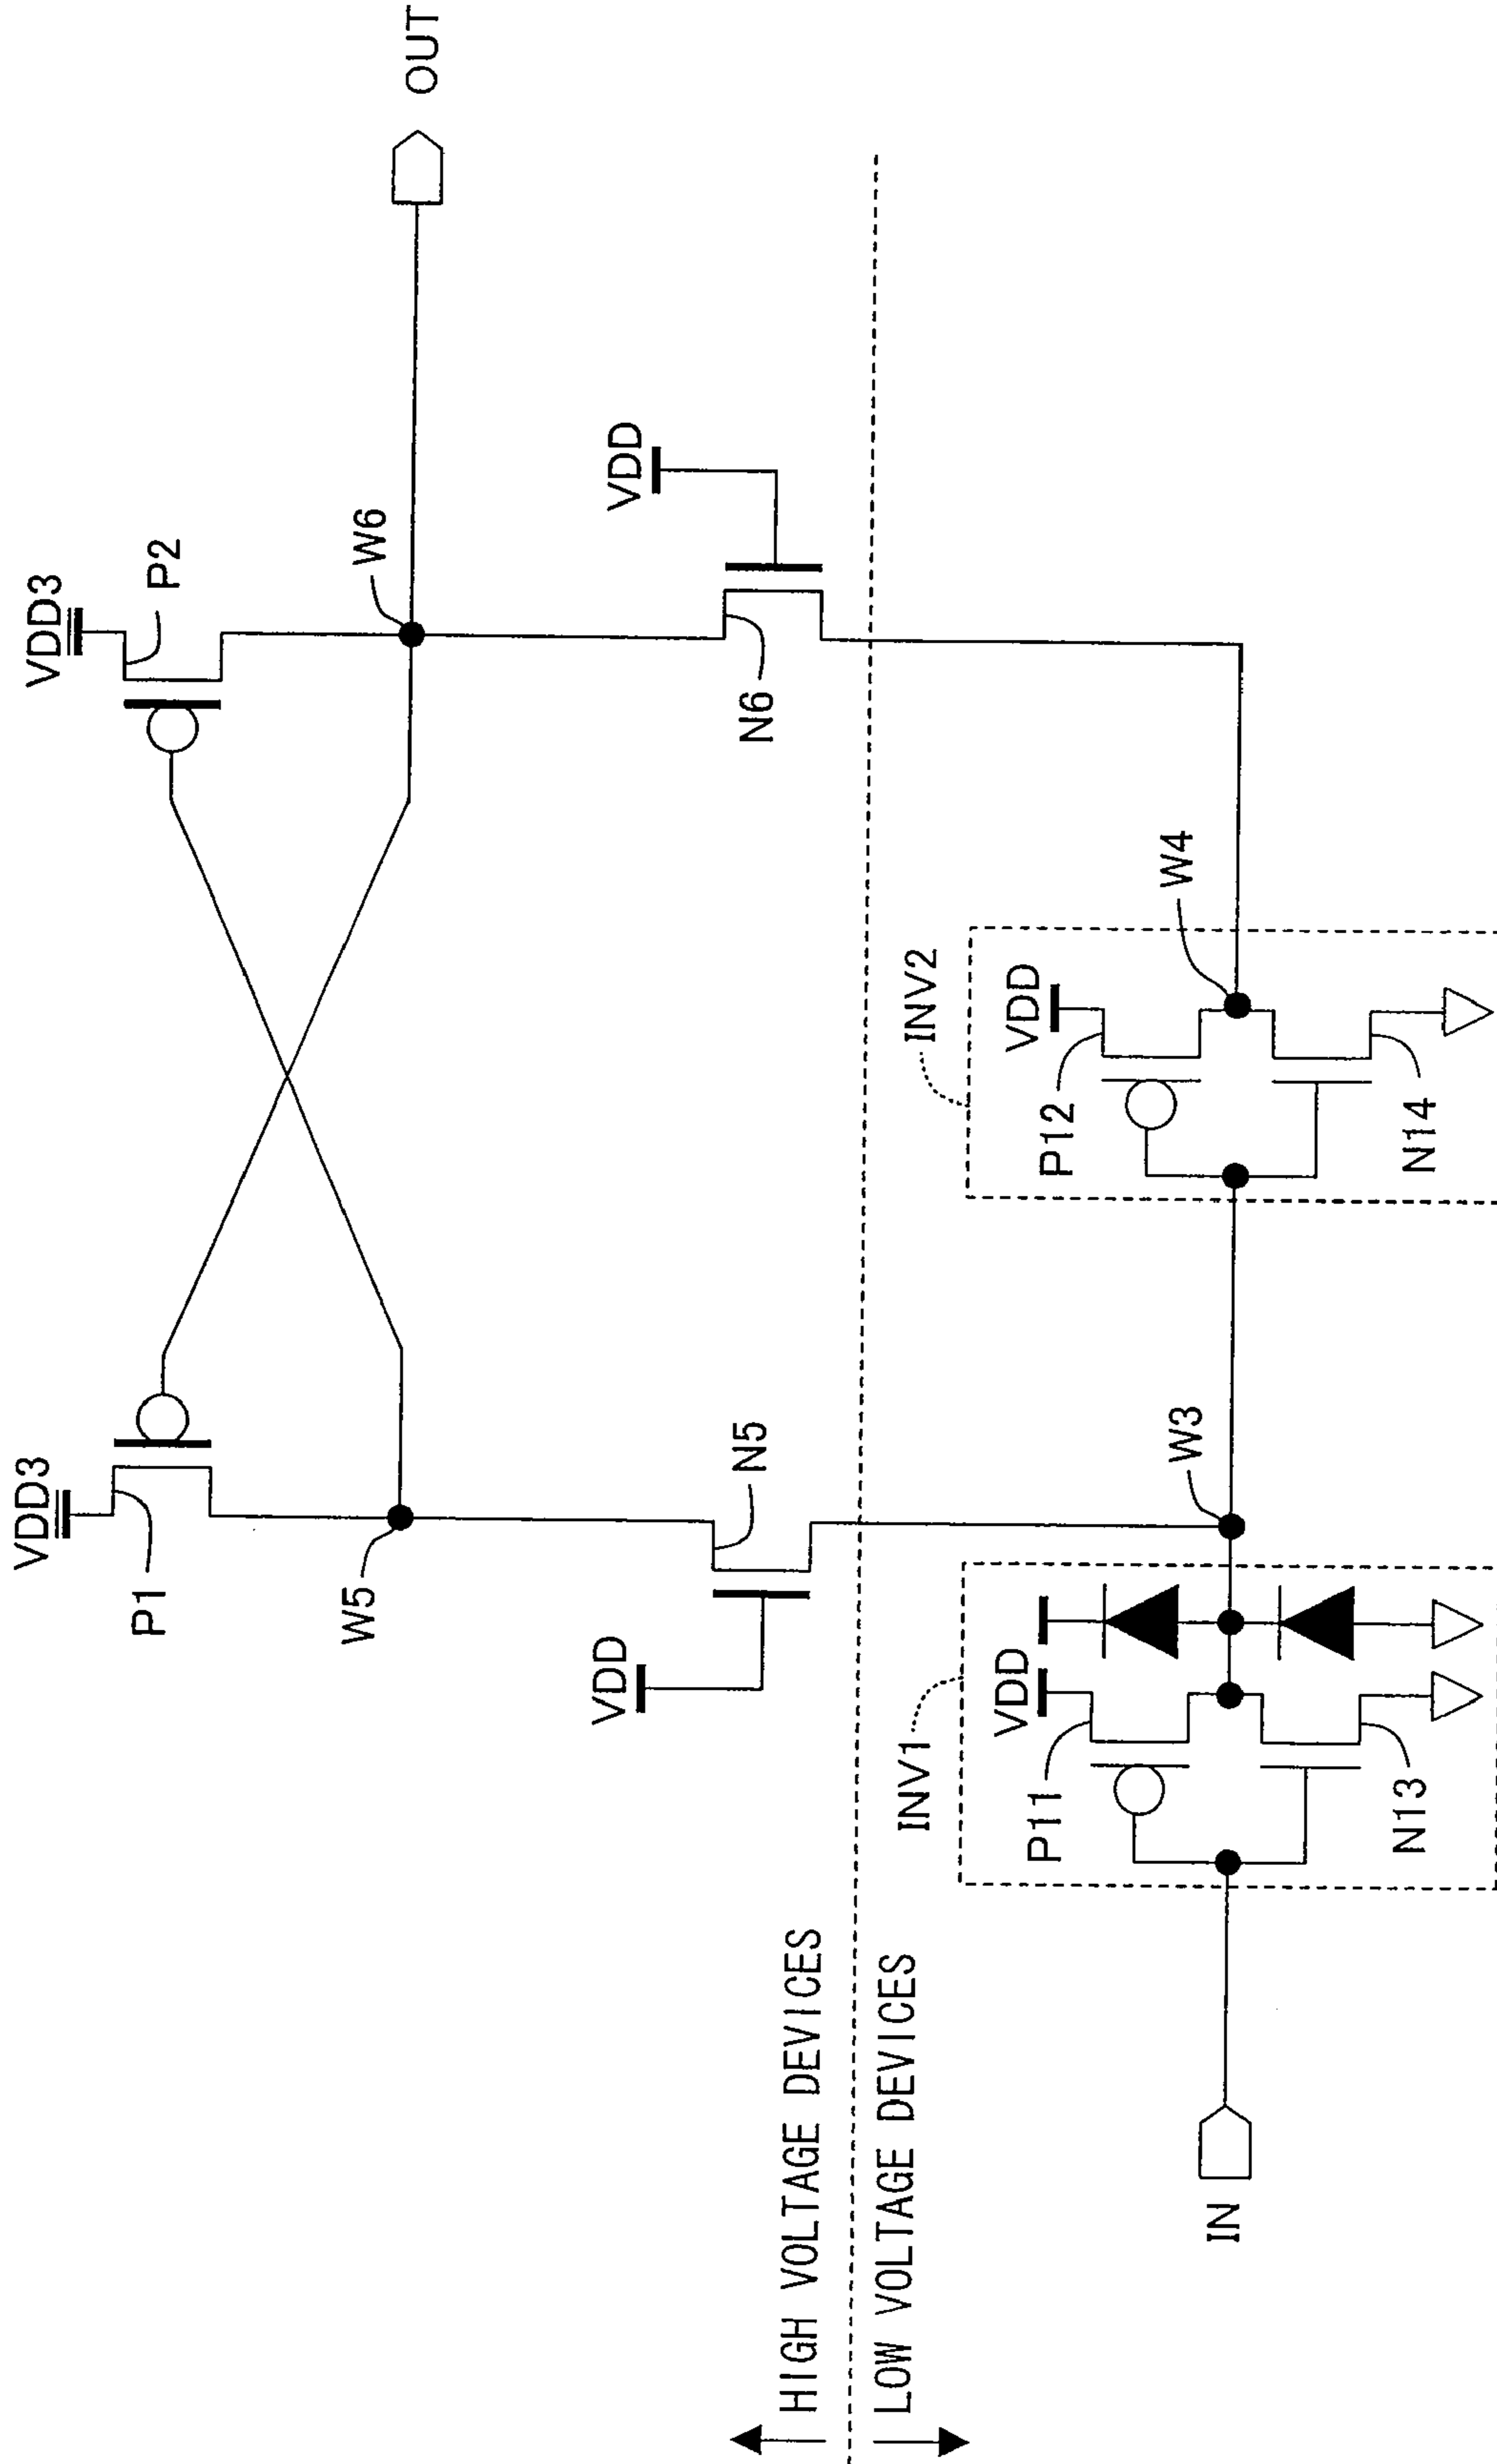 VDD3
P1
VDD3
P2
W5
W6
OUT
VDD
N5
VDD
N6
HIGH VOLTAGE DEVICES
LOW VOLTAGE DEVICES
INV1
VDD
P11
N13
W3
INV2
VDD
P12
N14
W4
IN